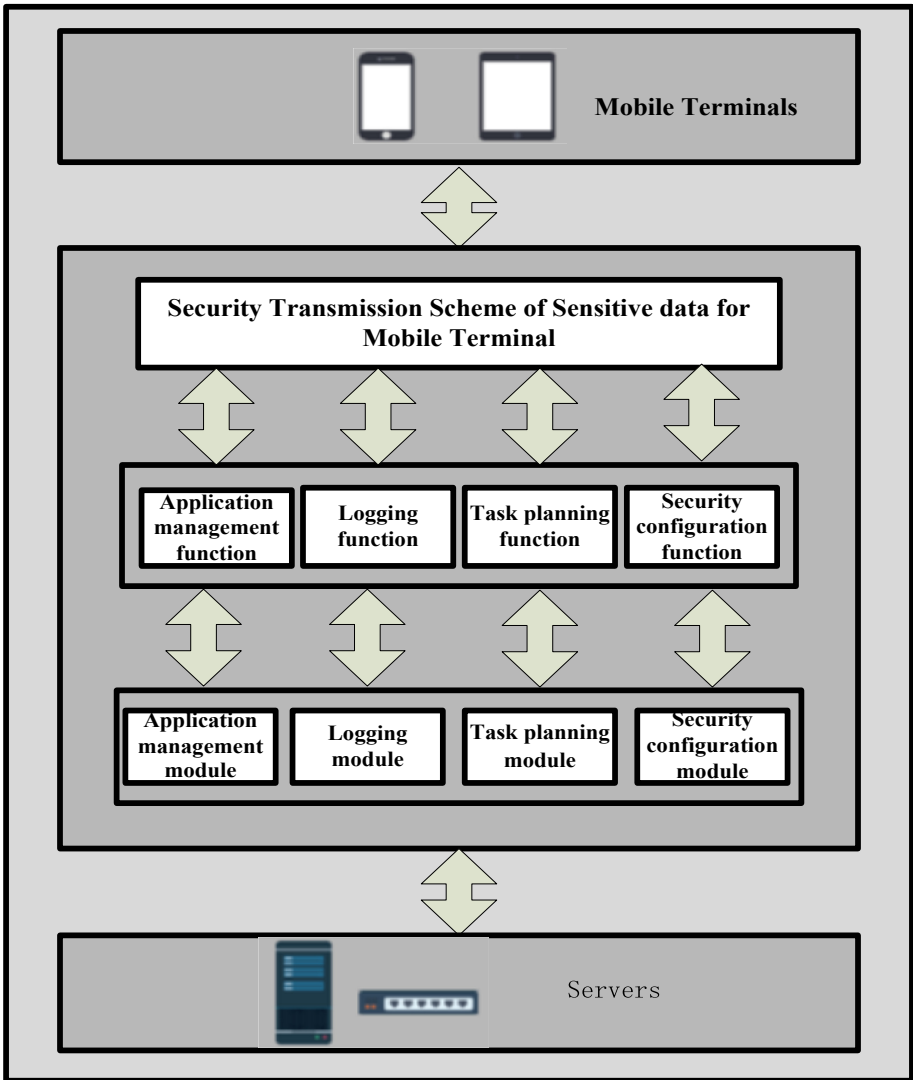 Mobile Terminals
Security Transmission Scheme of Sensitive data for
Mobile Terminal
Application
management
function
Logging
function
Task planning
function
Security
configuration
function
Application
management
module
Logging
module
Task planning
module
Security
configuration
module
Servers